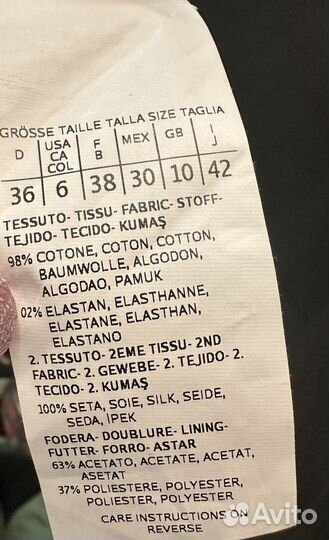 GRÖSSE TAILLE TALLA SIZE TAGLIA
D USA CA COL F B MEX GB I J
36 6 38 30 10 42
TESSUTO- TISSU- FABRIC- STOFF-
TEJIDO- TECIDO- KUMAŞ
98% COTONE, COTON, COTTON,
BAUMWOLLE, ALGODON,
ALGODAO, PAMUK
02% ELASTAN, ELASTHANNE,
ELASTANE, ELASTHAN,
ELASTANO
2. TESSUTO- 2EME TISSU- 2ND
FABRIC- 2. GEWEBE- 2. TEJIDO- 2.
TECIDO- 2. KUMAŞ
100% SETA, SOIE, SILK, SEIDE,
SEDA, İPEK
FODERA- DOUBLURE- LINING-
FUTTER- FORRO- ASTAR
63% ACETATO, ACETATE, ACETAT,
ASETAT
37% POLIESTERE, POLYESTER,
POLIESTER, POLYESTER
CARE INSTRUCTIONS ON
REVERSE
Avito